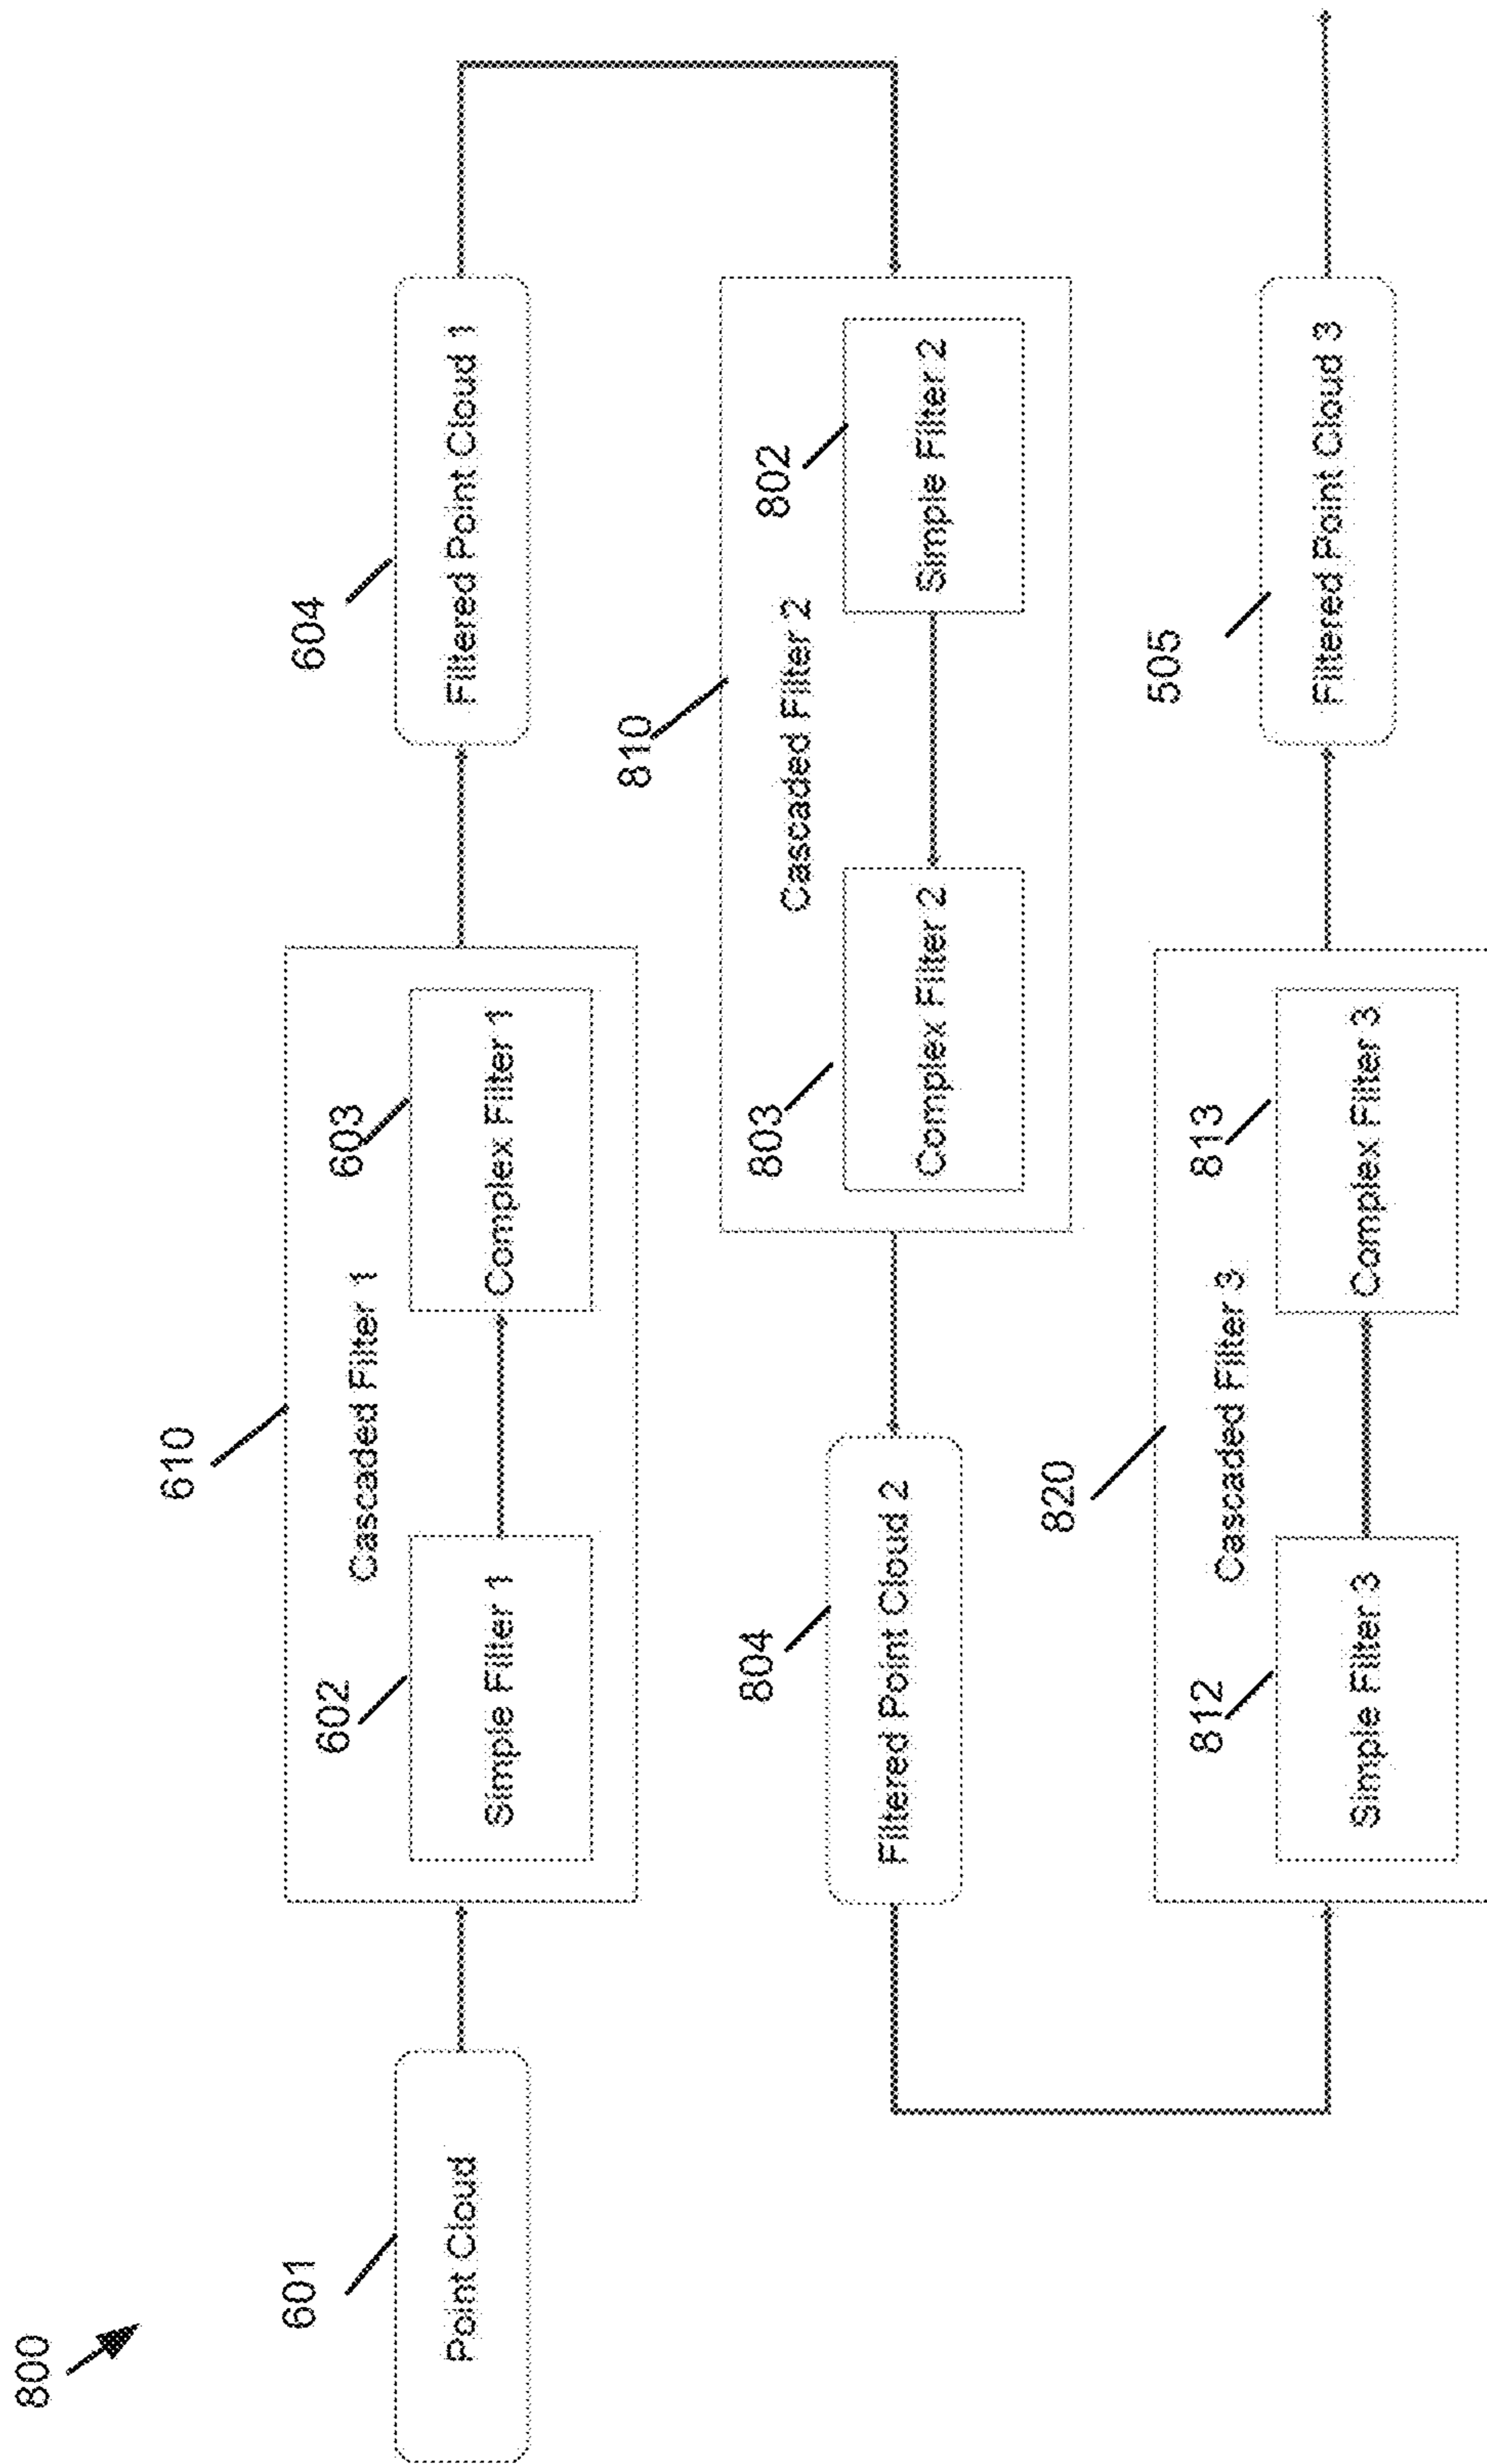 800
601
Point Cloud
610
Cascaded Filter 1
602
Simple Filter 1
603
Complex Filter 1
604
Filtered Point Cloud 1
810
Cascaded Filter 2
802
Simple Filter 2
803
Complex Filter 2
804
Filtered Point Cloud 2
820
Cascaded Filter 3
812
Simple Filter 3
813
Complex Filter 3
505
Filtered Point Cloud 3